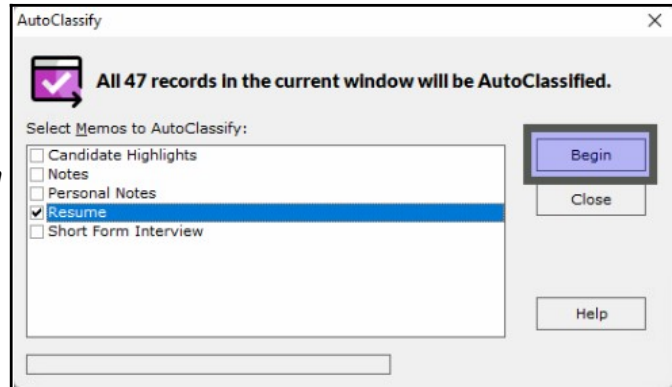 AutoClassify
All 47 records in the current window will be AutoClassified.
Select Memos to AutoClassify:
Candidate Highlights
Notes
Personal Notes
Resume
Short Form Interview
Begin
Close
Help